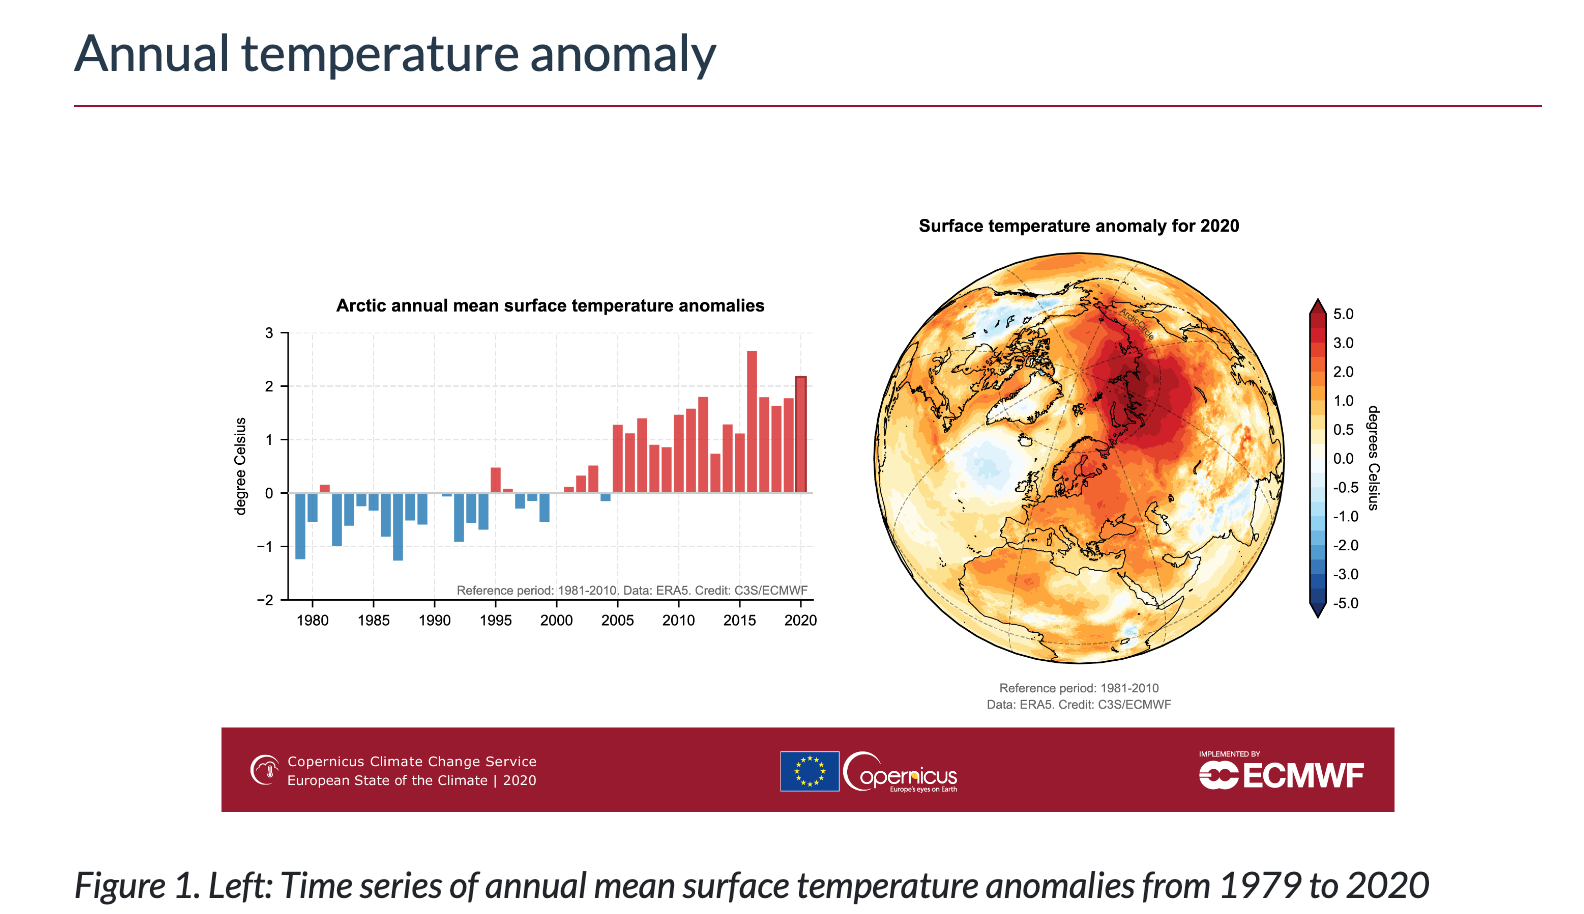 Annual temperature anomaly
Arctic annual mean surface temperature anomalies
degree Celsius
3
2
1
0
−1
−2
Reference period: 1981-2010. Data: ERA5. Credit: C3S/ECMWF
1980 1985 1990 1995 2000 2005 2010 2015 2020
Surface temperature anomaly for 2020
Arctic Circle
5.0
3.0
2.0
1.0
0.5
0.0
-0.5
-1.0
-2.0
-3.0
-5.0
degrees Celsius
Reference period: 1981-2010
Data: ERA5. Credit: C3S/ECMWF
Copernicus Climate Change Service
European State of the Climate | 2020
Copernicus
Europe's eyes on Earth
IMPLEMENTED BY
ECMWF
Figure 1. Left: Time series of annual mean surface temperature anomalies from 1979 to 2020